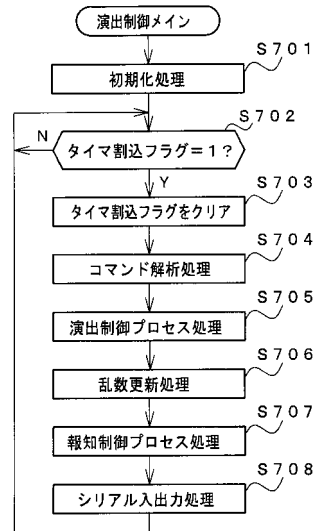 演出制御メイン
S701
初期化処理
S702
N
タイマ割込フラグ＝1？
Y
S703
タイマ割込フラグをクリア
S704
コマンド解析処理
S705
演出制御プロセス処理
S706
乱数更新処理
S707
報知制御プロセス処理
S708
シリアル入出力処理